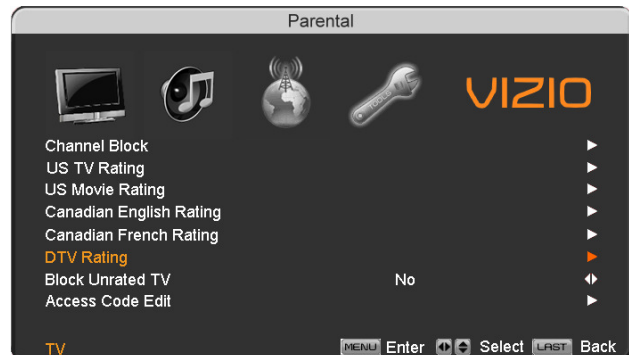 Parental
TOOLS
VIZIO
Channel Block
US TV Rating
US Movie Rating
Canadian English Rating
Canadian French Rating
DTV Rating
Block Unrated TV No
Access Code Edit
TV MENU Enter Select LAST Back